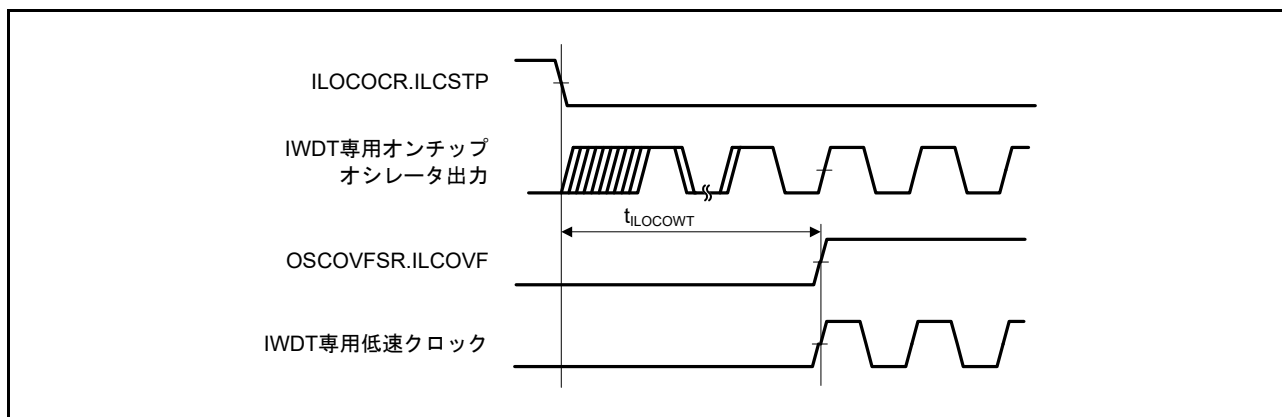 ILOCOCR.ILCSTP
IWDT専用オンチップ
オシレータ出力
tILOCOWT
OSCOVFSR.ILCOVF
IWDT専用低速クロック